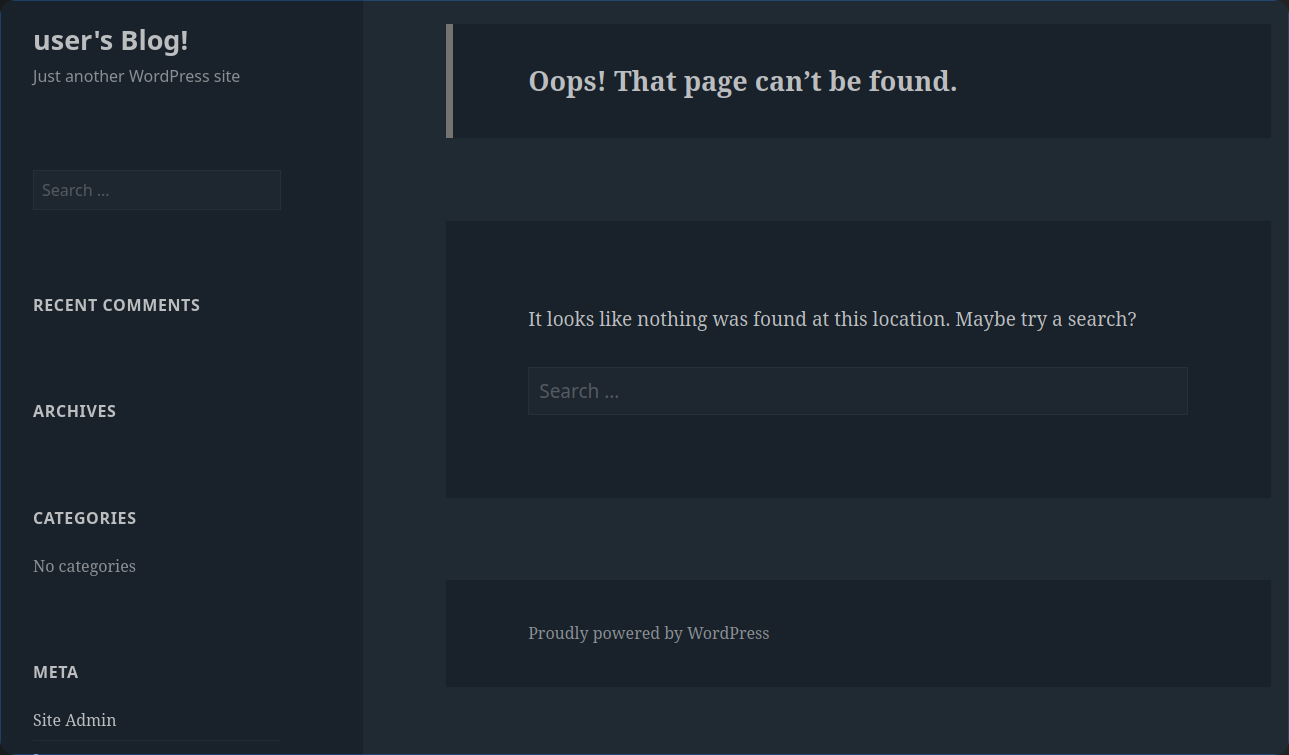 user's Blog!
Just another WordPress site
Search ...
RECENT COMMENTS
ARCHIVES
CATEGORIES
No categories
META
Site Admin
Oops! That page can’t be found.
It looks like nothing was found at this location. Maybe try a search?
Search ...
Proudly powered by WordPress